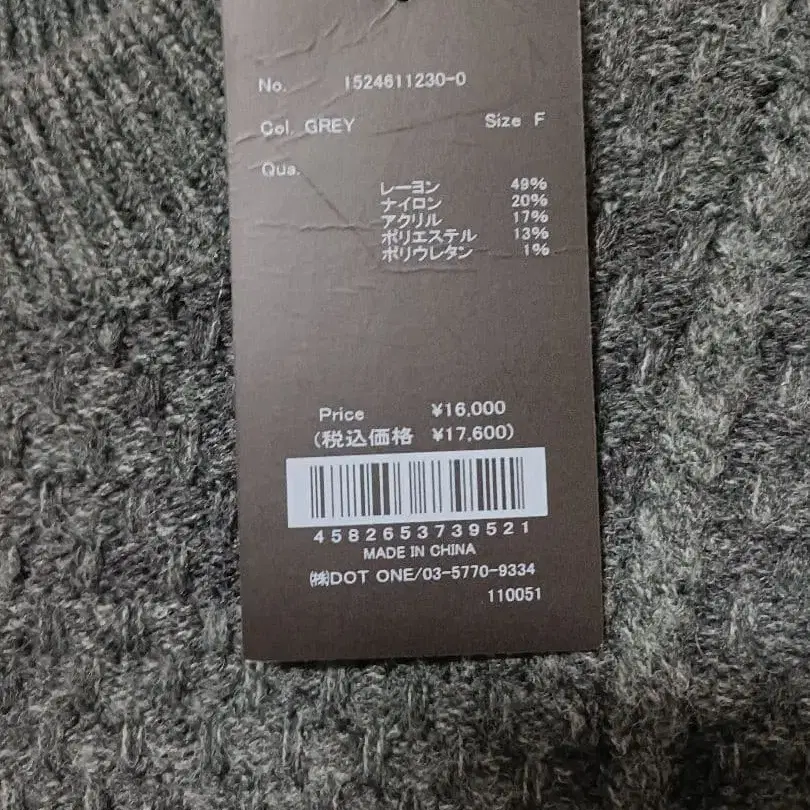 No. 1524611230-0
Col. GREY Size F
Qua.
レーヨン 49%
ナイロン 20%
アクリル 17%
ポリエステル 13%
ポリウレタン 1%
Price ¥16,000
(税込価格 ¥17,600)
4582653739521
MADE IN CHINA
㈱DOT ONE/03-5770-9334
110051